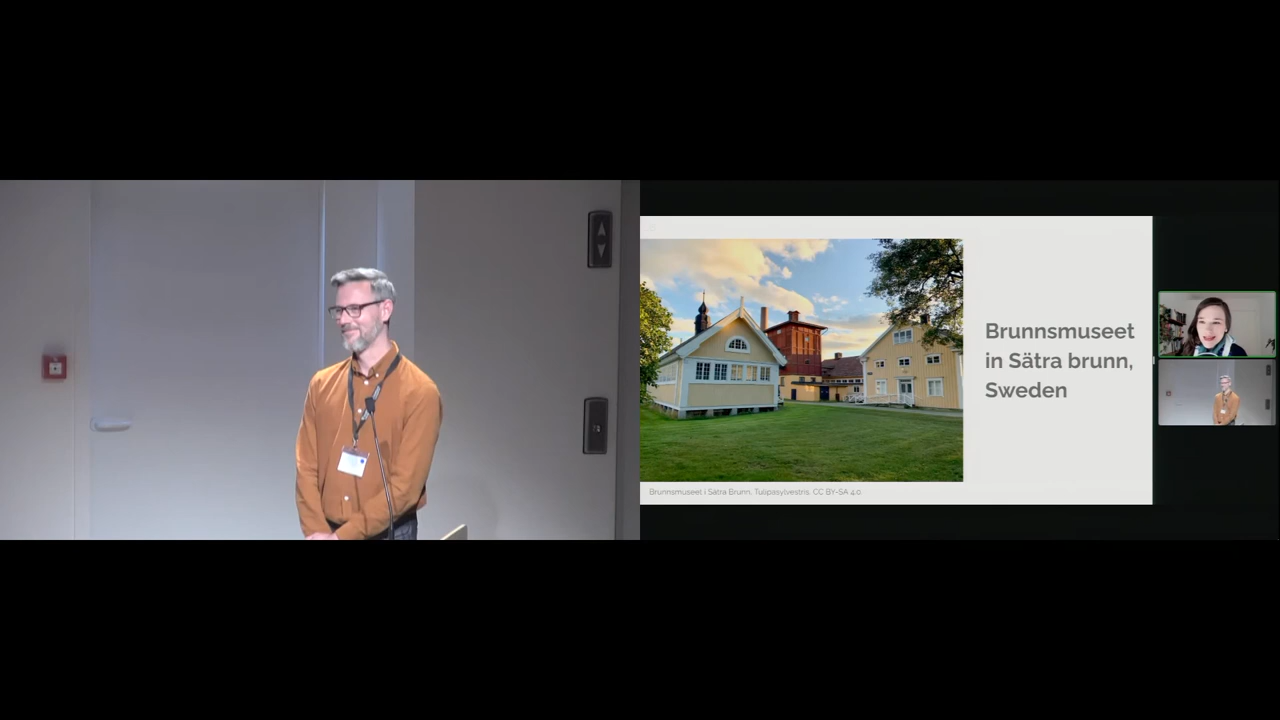 Brunnsmuseet
in Sätra brunn,
Sweden
Brunnsmuseet i Sätra Brunn, Tulipasylvestris. CC BY-SA 4.0